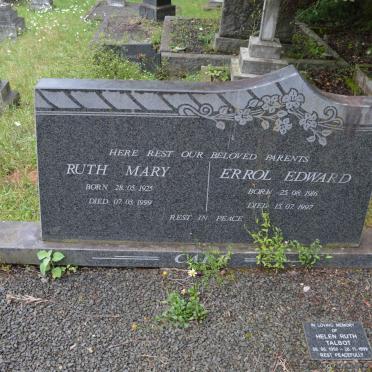 HERE REST OUR BELOVED PARENTS
RUTH MARY
BORN 28.05.1925
DIED 07.03.1999
ERROL EDWARD
BORN 25.08.1916
DIED 15.07.1997
REST IN PEACE
IN LOVING MEMORY
OF
HELEN RUTH
TALBOT
REST PEACEFULLY